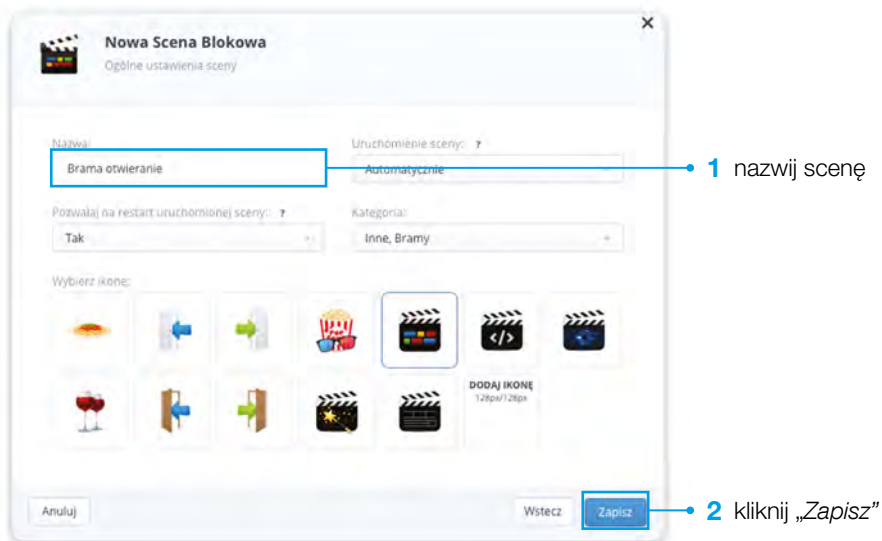 Nowa Scena Blokowa
Ogólne ustawienia sceny
Nazwa:
Uruchomienie sceny: ?
Brama otwieranie
Automatycznie
1 nazwij scenę
Pozwalaj na restart uruchomionej sceny: ?
Kategoria:
Tak
Inne, Bramy
Wybierz ikonę:
POP
</>
DODAJ IKONĘ
128px/128px
Anuluj
Wstecz
Zapisz
2 kliknij „Zapisz”